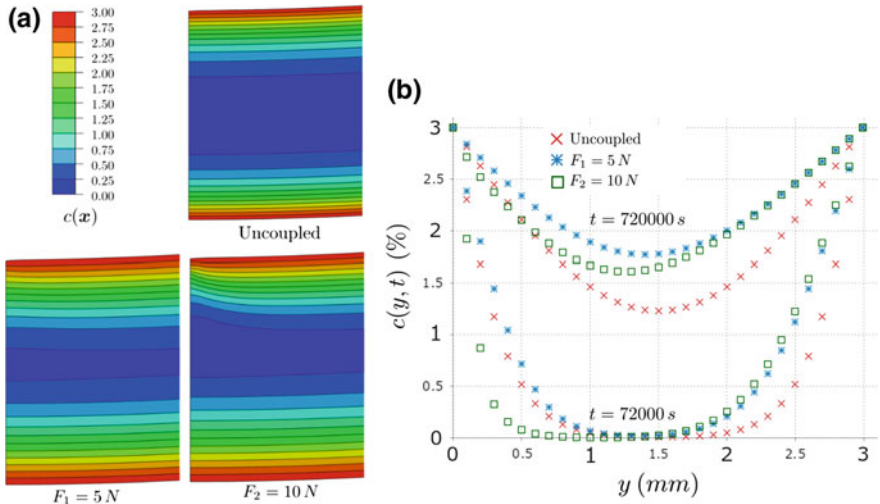 (a)
3.00
2.75
2.50
2.25
2.00
1.75
1.50
1.25
1.00
0.75
0.50
0.25
0.00
c(x)
Uncoupled
F₁ = 5 N
F₂ = 10 N
(b)
3
2.5
2
1.5
1
0.5
0
c(y, t) (%)
Uncoupled
F₁ = 5 N
F₂ = 10 N
t = 720000 s
t = 72000 s
0 0.5 1 1.5 2 2.5 3
y (mm)